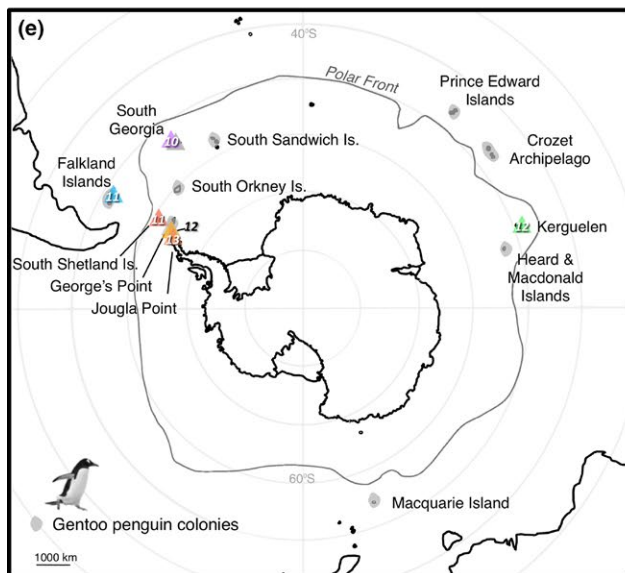 (e)
40°S
Polar Front
Prince Edward
Islands
South
Georgia
10
South Sandwich Is.
Crozet
Archipelago
Falkland
Islands
11
South Orkney Is.
11
12
13
12
Kerguelen
South Shetland Is.
George's Point
Jougla Point
Heard &
Macdonald
Islands
60°S
Macquarie Island
Gentoo penguin colonies
1000 km